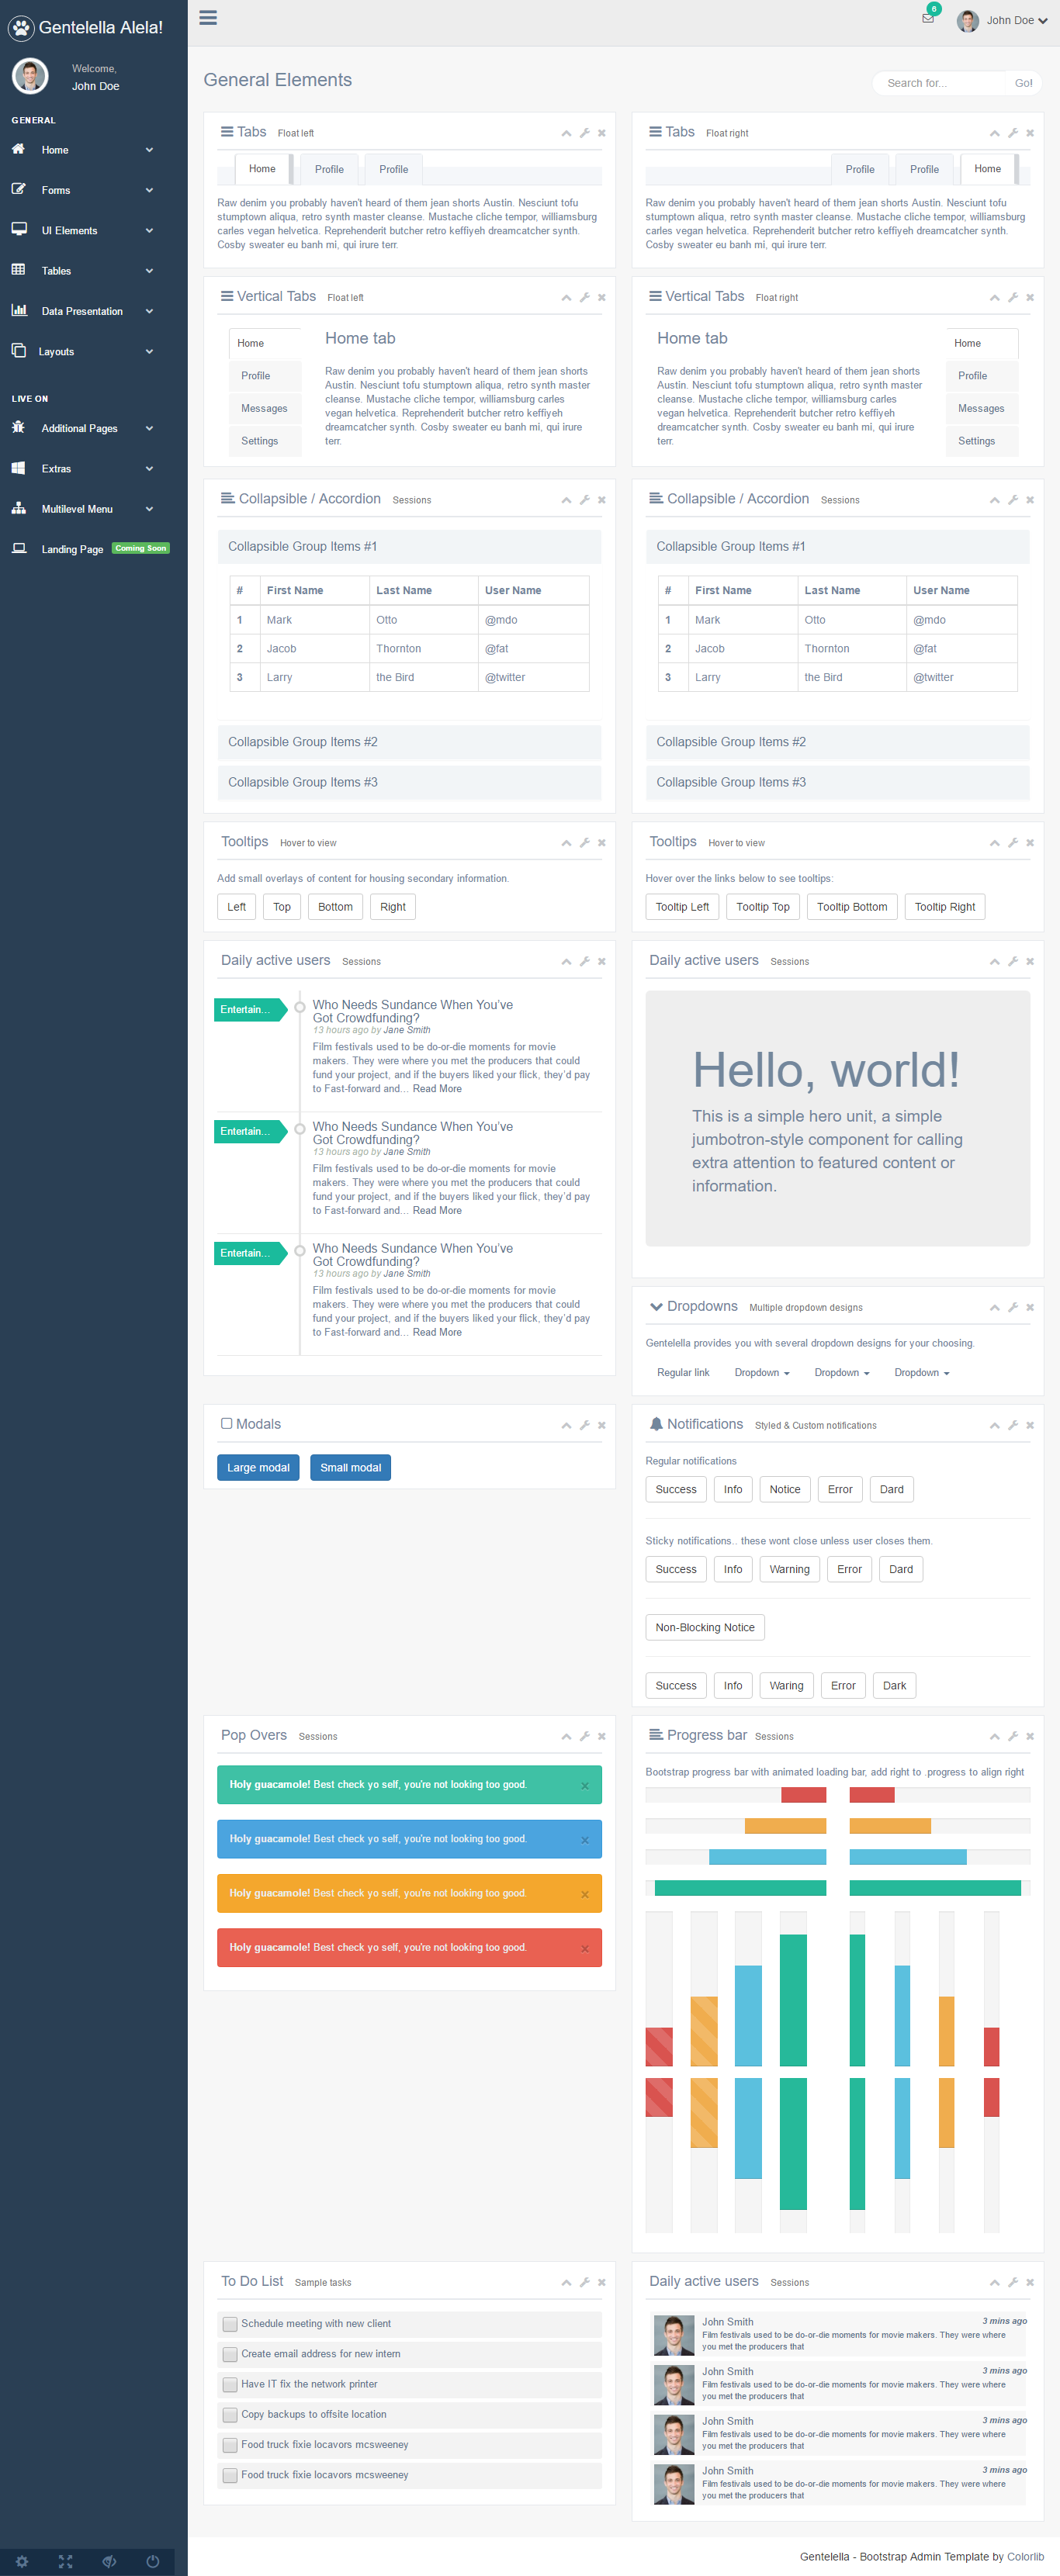 Gentelella Alela!
Welcome,
John Doe
GENERAL
Home
Forms
UI Elements
Tables
Data Presentation
Layouts
LIVE ON
Additional Pages
Extras
Multilevel Menu
Landing Page Coming Soon
6
John Doe
General Elements
Search for... Go!
Tabs Float left
Home Profile Profile
Raw denim you probably haven't heard of them jean shorts Austin. Nesciunt tofu
stumptown aliqua, retro synth master cleanse. Mustache cliche tempor, williamsburg
carles vegan helvetica. Reprehenderit butcher retro keffiyeh dreamcatcher synth.
Cosby sweater eu banh mi, qui irure terr.
Tabs Float right
Profile Profile Home
Raw denim you probably haven't heard of them jean shorts Austin. Nesciunt tofu
stumptown aliqua, retro synth master cleanse. Mustache cliche tempor, williamsburg
carles vegan helvetica. Reprehenderit butcher retro keffiyeh dreamcatcher synth.
Cosby sweater eu banh mi, qui irure terr.
Vertical Tabs Float left
Home
Profile
Messages
Settings
Home tab
Raw denim you probably haven't heard of them jean shorts
Austin. Nesciunt tofu stumptown aliqua, retro synth master
cleanse. Mustache cliche tempor, williamsburg carles
vegan helvetica. Reprehenderit butcher retro keffiyeh
dreamcatcher synth. Cosby sweater eu banh mi, qui irure
terr.
Vertical Tabs Float right
Home tab
Raw denim you probably haven't heard of them jean shorts
Austin. Nesciunt tofu stumptown aliqua, retro synth master
cleanse. Mustache cliche tempor, williamsburg carles
vegan helvetica. Reprehenderit butcher retro keffiyeh
dreamcatcher synth. Cosby sweater eu banh mi, qui irure
terr.
Home
Profile
Messages
Settings
Collapsible / Accordion Sessions
Collapsible Group Items #1
# First Name Last Name User Name
1 Mark Otto @mdo
2 Jacob Thornton @fat
3 Larry the Bird @twitter
Collapsible Group Items #2
Collapsible Group Items #3
Collapsible / Accordion Sessions
Collapsible Group Items #1
# First Name Last Name User Name
1 Mark Otto @mdo
2 Jacob Thornton @fat
3 Larry the Bird @twitter
Collapsible Group Items #2
Collapsible Group Items #3
Tooltips Hover to view
Add small overlays of content for housing secondary information.
Left Top Bottom Right
Tooltips Hover to view
Hover over the links below to see tooltips:
Tooltip Left Tooltip Top Tooltip Bottom Tooltip Right
Daily active users Sessions
Entertain...
Who Needs Sundance When You've
Got Crowdfunding?
13 hours ago by Jane Smith
Film festivals used to be do-or-die moments for movie
makers. They were where you met the producers that could
fund your project, and if the buyers liked your flick, they'd pay
to Fast-forward and... Read More
Entertain...
Who Needs Sundance When You've
Got Crowdfunding?
13 hours ago by Jane Smith
Film festivals used to be do-or-die moments for movie
makers. They were where you met the producers that could
fund your project, and if the buyers liked your flick, they'd pay
to Fast-forward and... Read More
Entertain...
Who Needs Sundance When You've
Got Crowdfunding?
13 hours ago by Jane Smith
Film festivals used to be do-or-die moments for movie
makers. They were where you met the producers that could
fund your project, and if the buyers liked your flick, they'd pay
to Fast-forward and... Read More
Daily active users Sessions
Hello, world!
This is a simple hero unit, a simple
jumbotron-style component for calling
extra attention to featured content or
information.
Dropdowns Multiple dropdown designs
Gentelella provides you with several dropdown designs for your choosing.
Regular link Dropdown Dropdown Dropdown
Modals
Large modal Small modal
Notifications Styled & Custom notifications
Regular notifications
Success Info Notice Error Dard
Sticky notifications.. these wont close unless user closes them.
Success Info Warning Error Dard
Non-Blocking Notice
Success Info Waring Error Dark
Pop Overs Sessions
Holy guacamole! Best check yo self, you're not looking too good. ×
Holy guacamole! Best check yo self, you're not looking too good. ×
Holy guacamole! Best check yo self, you're not looking too good. ×
Holy guacamole! Best check yo self, you're not looking too good. ×
Progress bar Sessions
Bootstrap progress bar with animated loading bar, add right to .progress to align right
To Do List Sample tasks
Schedule meeting with new client
Create email address for new intern
Have IT fix the network printer
Copy backups to offsite location
Food truck fixie locavors mcsweeney
Food truck fixie locavors mcsweeney
Daily active users Sessions
John Smith 3 mins ago
Film festivals used to be do-or-die moments for movie makers. They were where
you met the producers that
John Smith 3 mins ago
Film festivals used to be do-or-die moments for movie makers. They were where
you met the producers that
John Smith 3 mins ago
Film festivals used to be do-or-die moments for movie makers. They were where
you met the producers that
John Smith 3 mins ago
Film festivals used to be do-or-die moments for movie makers. They were where
you met the producers that
Gentelella - Bootstrap Admin Template by Colorlib